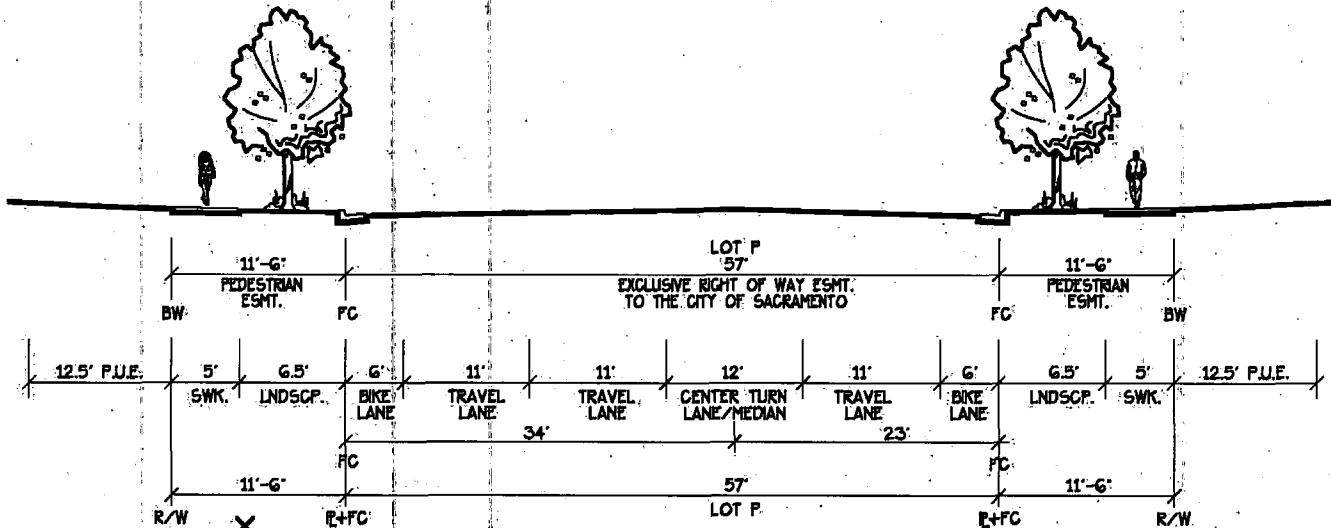 LOT P
11'-6" 57' 11'-6"
PEDESTRIAN ESMT. EXCLUSIVE RIGHT OF WAY ESMT. TO THE CITY OF SACRAMENTO PEDESTRIAN ESMT.
BW FC FC BW
12.5' P.U.E. 5' 6.5' 6' 11' 11' 12' 11' 6' 6.5' 5' 12.5' P.U.E.
SWK. LNDSCP. BIKE LANE TRAVEL LANE TRAVEL LANE CENTER TURN LANE/MEDIAN TRAVEL LANE BIKE LANE LNDSCP. SWK.
34' 23'
FC FC
11'-6" 57' 11'-6"
LOT P
R/W P+FC P+FC R/W